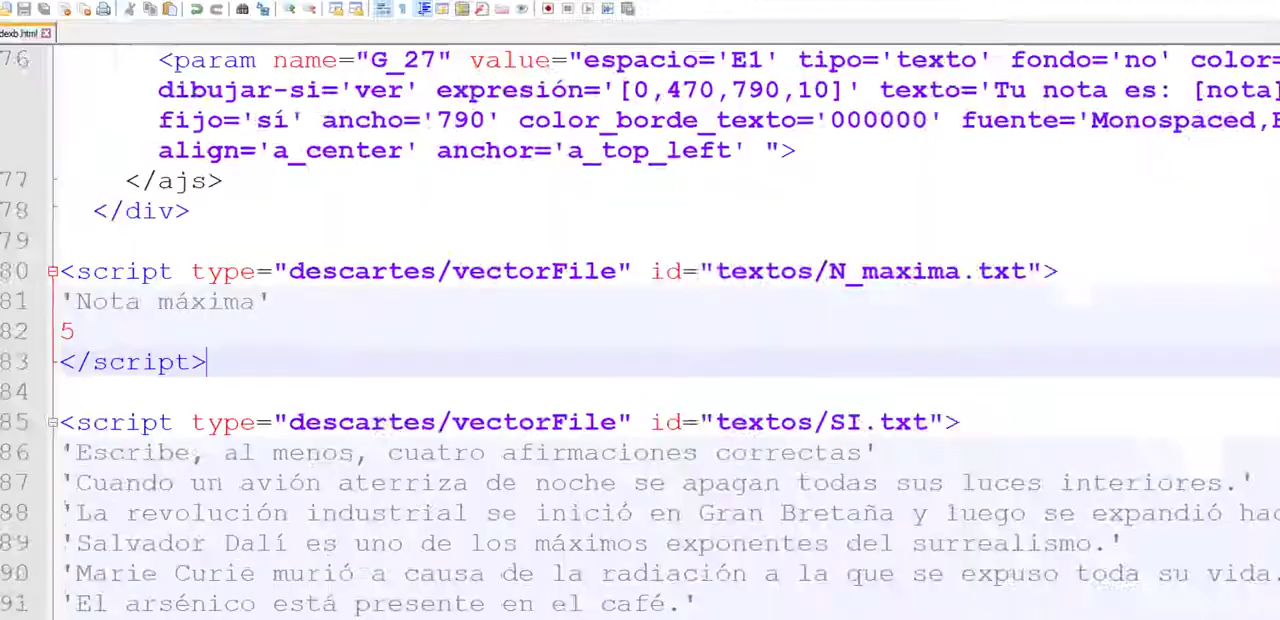 dexb.html
76 <param name="G_27" value="espacio='E1' tipo='texto' fondo='no' color=
dibujar-si='ver' expresión='[0,470,790,10]' texto='Tu nota es: [nota]
fijo='sí' ancho='790' color_borde_texto='000000' fuente='Monospaced,
align='a_center' anchor='a_top_left' ">
77 </ajs>
78 </div>
79
80 <script type="descartes/vectorFile" id="textos/N_maxima.txt">
81 'Nota máxima'
82 5
83 </script>
84
85 <script type="descartes/vectorFile" id="textos/SI.txt">
86 'Escribe, al menos, cuatro afirmaciones correctas'
87 'Cuando un avión aterriza de noche se apagan todas sus luces interiores.'
88 'La revolución industrial se inició en Gran Bretaña y luego se expandió
89 'Salvador Dalí es uno de los máximos exponentes del surrealismo.'
90 'Marie Curie murió a causa de la radiación a la que se expuso toda su vida.
91 'El arsénico está presente en el café.'